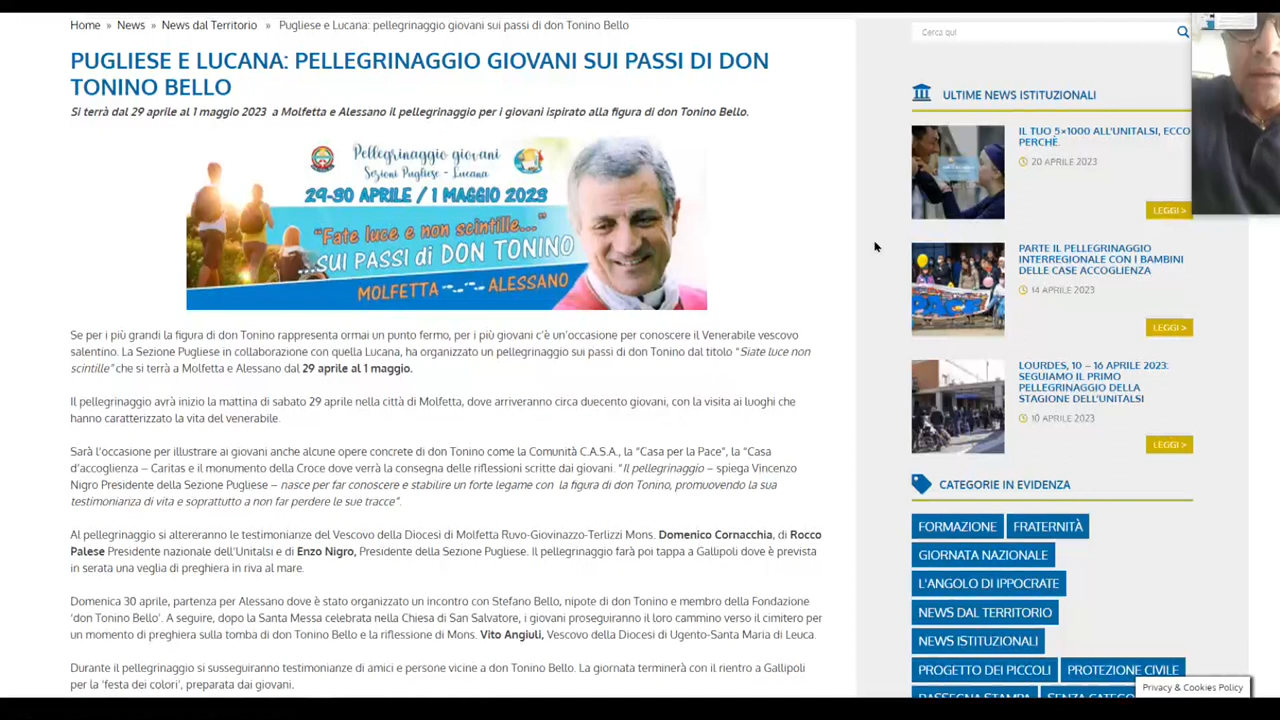 Home » News » News dal Territorio » Pugliese e Lucana: pellegrinaggio giovani sui passi di don Tonino Bello
PUGLIESE E LUCANA: PELLEGRINAGGIO GIOVANI SUI PASSI DI DON
TONINO BELLO
Si terrà dal 29 aprile al 1 maggio 2023 a Molfetta e Alessano il pellegrinaggio per i giovani ispirato alla figura di don Tonino Bello.
Pellegrinaggio giovani
Sezioni Pugliese - Lucana
29-30 APRILE / 1 MAGGIO 2023
"Fate luce e non scintille..."
...SUI PASSI di DON TONINO
MOLFETTA ALESSANO
Se per i più grandi la figura di don Tonino rappresenta ormai un punto fermo, per i più giovani c'è un'occasione per conoscere il Venerabile vescovo
salentino. La Sezione Pugliese in collaborazione con quella Lucana, ha organizzato un pellegrinaggio sui passi di don Tonino dal titolo "Siate luce non
scintille" che si terrà a Molfetta e Alessano dal 29 aprile al 1 maggio.
Il pellegrinaggio avrà inizio la mattina di sabato 29 aprile nella città di Molfetta, dove arriveranno circa duecento giovani, con la visita ai luoghi che
hanno caratterizzato la vita del venerabile.
Sarà l'occasione per illustrare ai giovani anche alcune opere concrete di don Tonino come la Comunità C.A.S.A., la "Casa per la Pace", la "Casa
d'accoglienza – Caritas e il monumento della Croce dove verrà la consegna delle riflessioni scritte dai giovani. "Il pellegrinaggio – spiega Vincenzo
Nigro Presidente della Sezione Pugliese – nasce per far conoscere e stabilire un forte legame con la figura di don Tonino, promuovendo la sua
testimonianza di vita e soprattutto a non far perdere le sue tracce".
Al pellegrinaggio si altereranno le testimonianze del Vescovo della Diocesi di Molfetta Ruvo-Giovinazzo-Terlizzi Mons. Domenico Cornacchia, di Rocco
Palese Presidente nazionale dell'Unitalsi e di Enzo Nigro, Presidente della Sezione Pugliese. Il pellegrinaggio farà poi tappa a Gallipoli dove è prevista
in serata una veglia di preghiera in riva al mare.
Domenica 30 aprile, partenza per Alessano dove è stato organizzato un incontro con Stefano Bello, nipote di don Tonino e membro della Fondazione
'don Tonino Bello'. A seguire, dopo la Santa Messa celebrata nella Chiesa di San Salvatore, i giovani proseguiranno il loro cammino verso il cimitero per
un momento di preghiera sulla tomba di don Tonino Bello e la riflessione di Mons. Vito Angiuli, Vescovo della Diocesi di Ugento-Santa Maria di Leuca.
Durante il pellegrinaggio si susseguiranno testimonianze di amici e persone vicine a don Tonino Bello. La giornata terminerà con il rientro a Gallipoli
per la 'festa dei colori', preparata dai giovani.
Cerca qui
ULTIME NEWS ISTITUZIONALI
IL TUO 5×1000 ALL'UNITALSI, ECCO
PERCHÈ.
20 APRILE 2023
LEGGI >
PARTE IL PELLEGRINAGGIO
INTERREGIONALE CON I BAMBINI
DELLE CASE ACCOGLIENZA
14 APRILE 2023
LEGGI >
LOURDES, 10 – 16 APRILE 2023:
SEGUIAMO IL PRIMO
PELLEGRINAGGIO DELLA
STAGIONE DELL'UNITALSI
10 APRILE 2023
LEGGI >
CATEGORIE IN EVIDENZA
FORMAZIONE FRATERNITÀ
GIORNATA NAZIONALE
L'ANGOLO DI IPPOCRATE
NEWS DAL TERRITORIO
NEWS ISTITUZIONALI
PROGETTO DEI PICCOLI PROTEZIONE CIVILE
Privacy & Cookies Policy
RASSEGNA STAMPA SENZA CATEGO